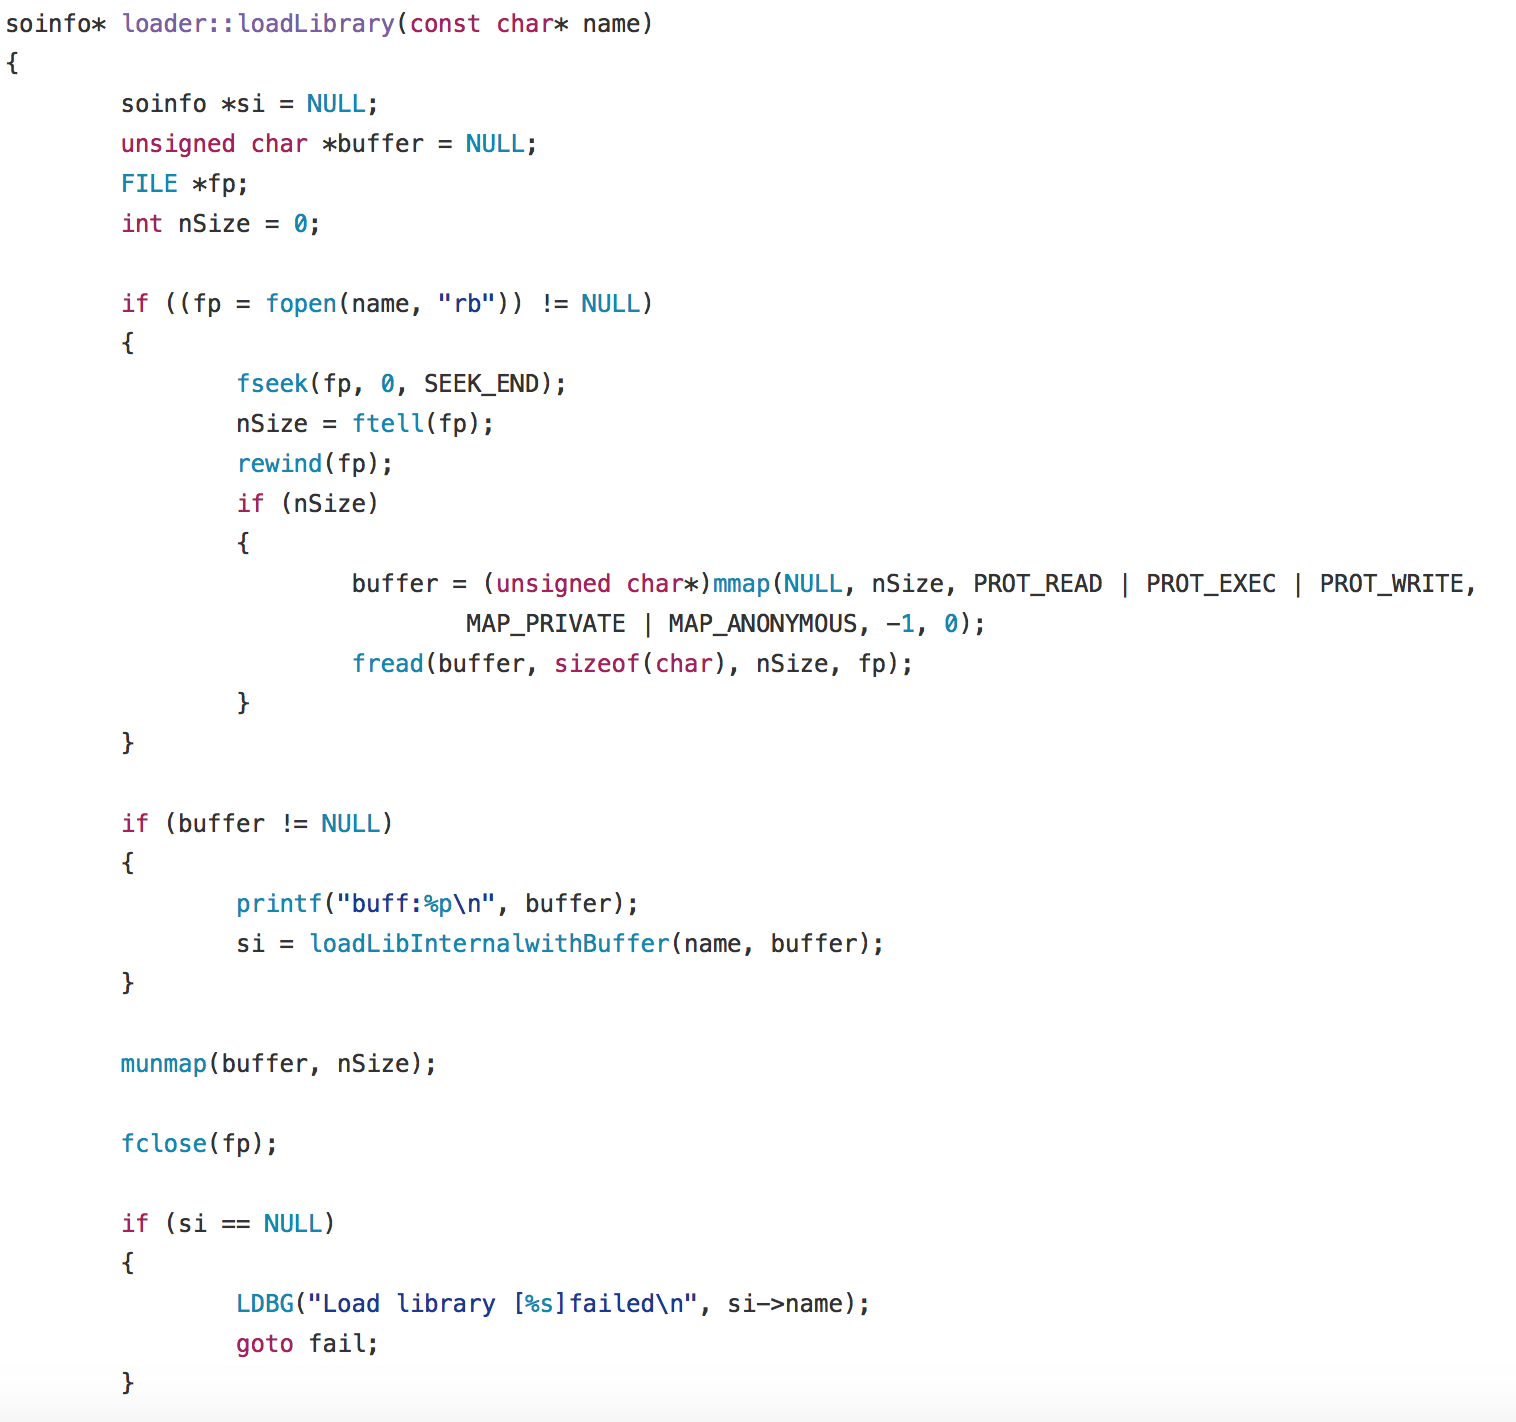 soinfo* loader::loadLibrary(const char* name)
{
        soinfo *si = NULL;
        unsigned char *buffer = NULL;
        FILE *fp;
        int nSize = 0;

        if ((fp = fopen(name, "rb")) != NULL)
        {
                fseek(fp, 0, SEEK_END);
                nSize = ftell(fp);
                rewind(fp);
                if (nSize)
                {
                        buffer = (unsigned char*)mmap(NULL, nSize, PROT_READ | PROT_EXEC | PROT_WRITE,
                                MAP_PRIVATE | MAP_ANONYMOUS, -1, 0);
                        fread(buffer, sizeof(char), nSize, fp);
                }
        }

        if (buffer != NULL)
        {
                printf("buff:%p\n", buffer);
                si = loadLibInternalwithBuffer(name, buffer);
        }

        munmap(buffer, nSize);

        fclose(fp);

        if (si == NULL)
        {
                LDBG("Load library [%s]failed\n", si->name);
                goto fail;
        }